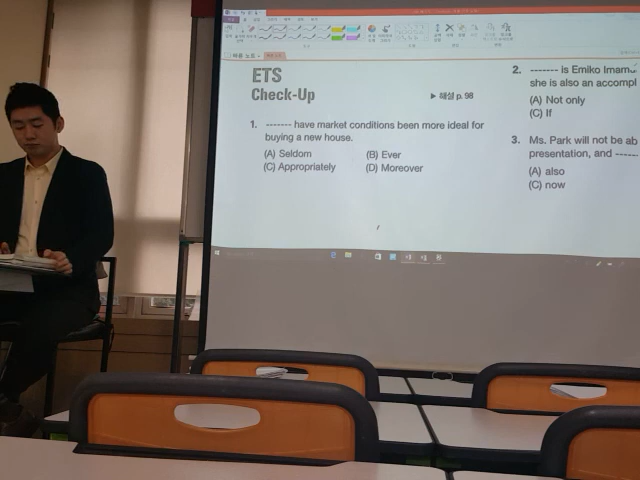 ETS
Check-Up
▶ 해설 p. 98
1. ------- have market conditions been more ideal for
buying a new house.
(A) Seldom (B) Ever
(C) Appropriately (D) Moreover
2. ------- is Emiko
she is also an accompl
(A) Not only
(C) If
3. Ms. Park will not be ab
presentation, and -----
(A) also
(C) now